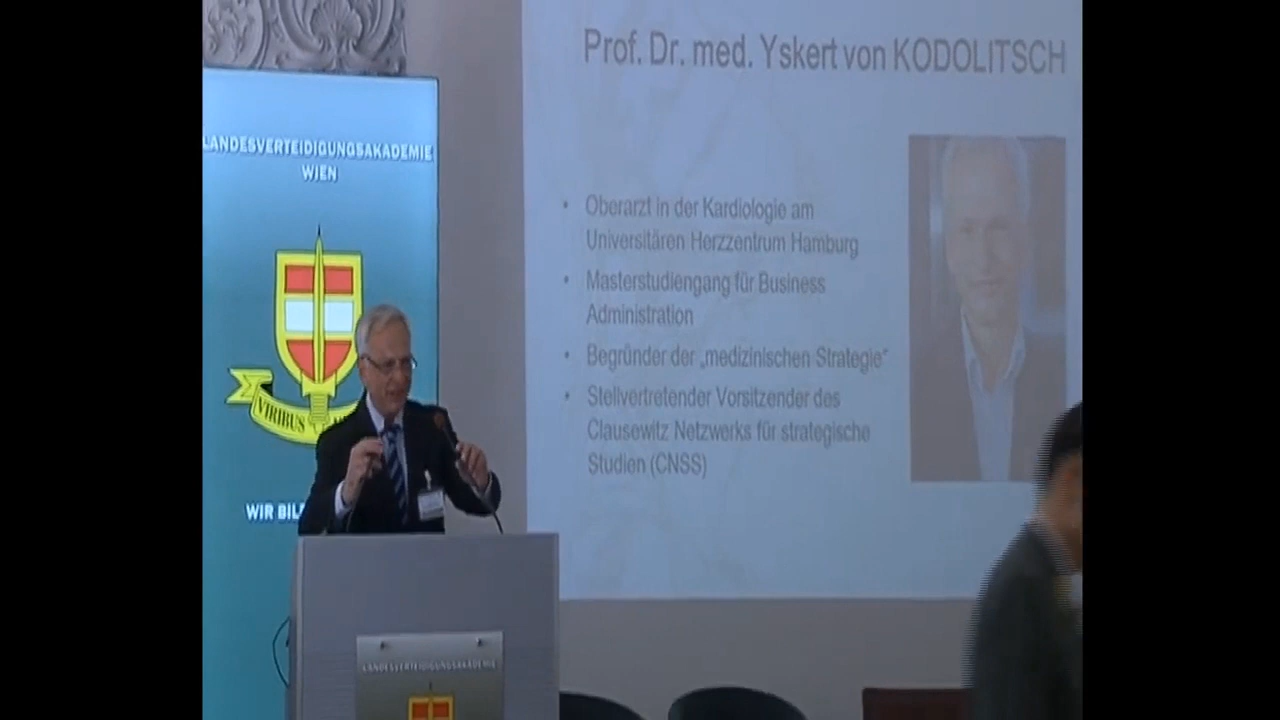 Prof. Dr. med. Yskert von KODOLITSCH
LANDESVERTEIDIGUNGSAKADEMIE
WIEN
• Oberarzt in der Kardiologie am
Universitären Herzzentrum Hamburg
• Masterstudiengang für Business
Administration
• Begründer der „medizinischen Strategie“
• Stellvertretender Vorsitzender des
Clausewitz Netzwerks für strategische
Studien (CNSS)
VIRIBUS
WIR
LANDESVERTEIDIGUNGSAKADEMIE